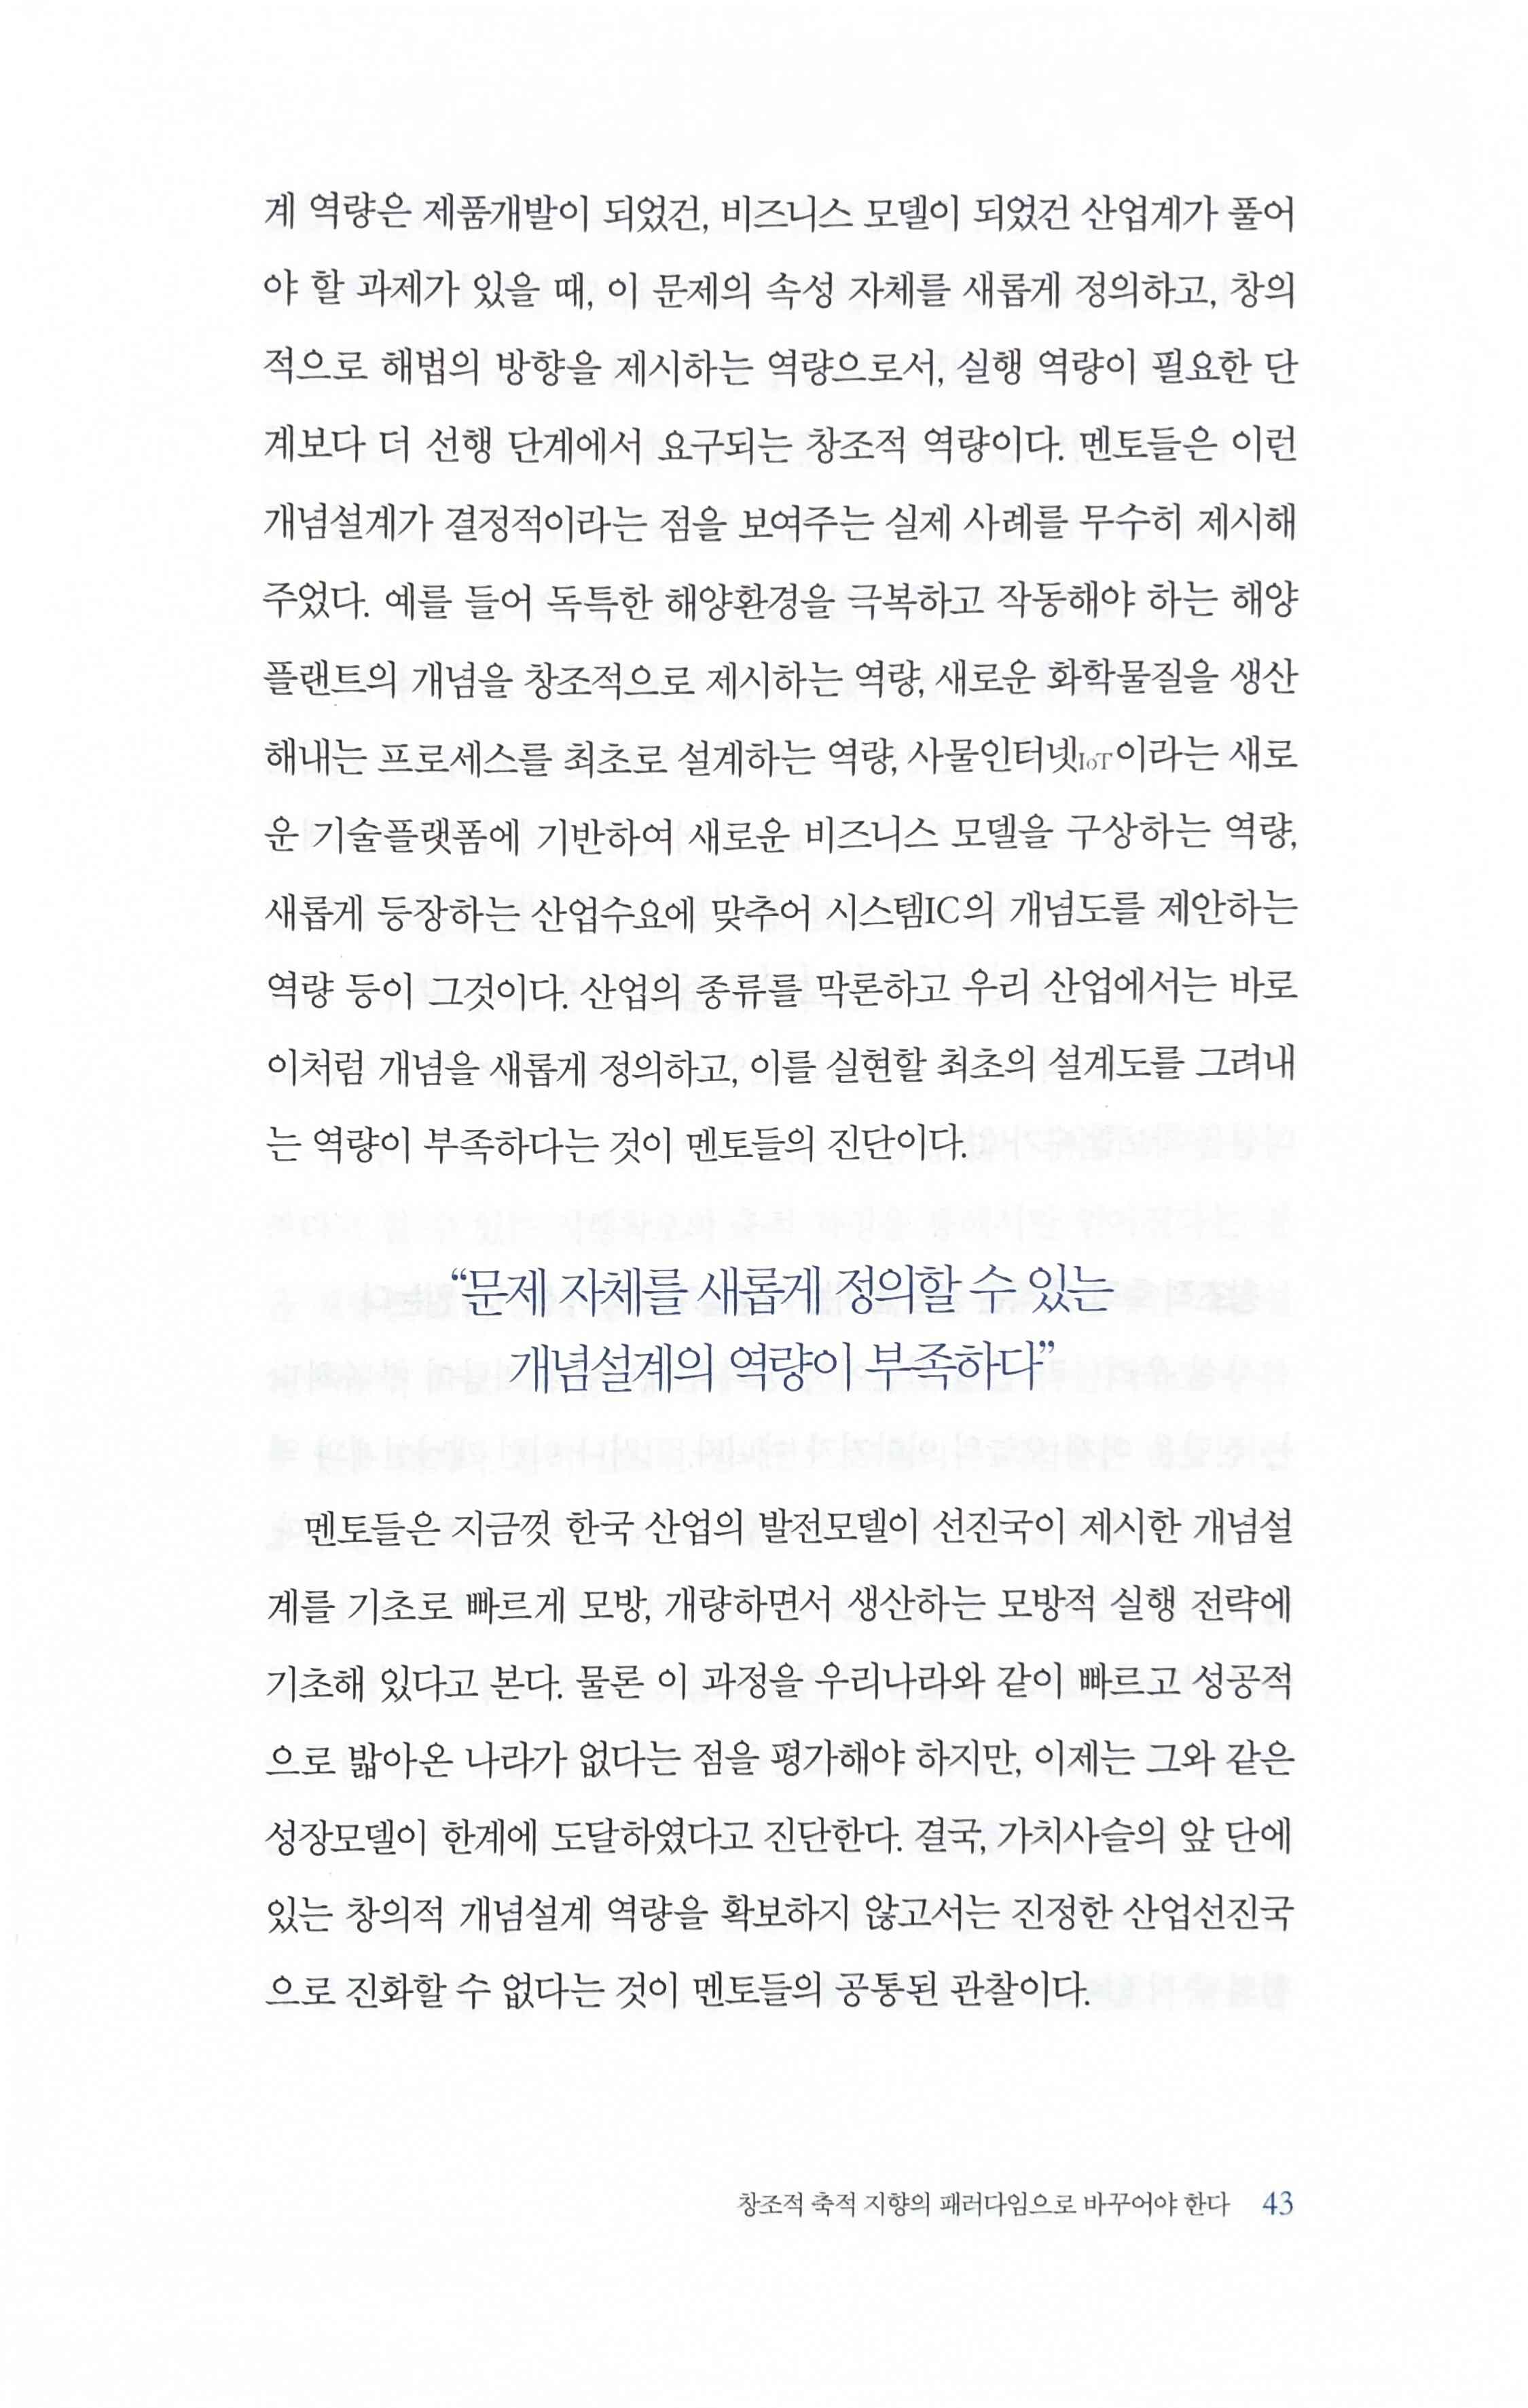 계 역량은 제품개발이 되었건, 비즈니스 모델이 되었건 산업계가 풀어
야 할 과제가 있을 때, 이 문제의 속성 자체를 새롭게 정의하고, 창의
적으로 해법의 방향을 제시하는 역량으로서, 실행 역량이 필요한 단
계보다 더 선행 단계에서 요구되는 창조적 역량이다. 멘토들은 이런
개념설계가 결정적이라는 점을 보여주는 실제 사례를 무수히 제시해
주었다. 예를 들어 독특한 해양환경을 극복하고 작동해야 하는 해양
플랜트의 개념을 창조적으로 제시하는 역량, 새로운 화학물질을 생산
해내는 프로세스를 최초로 설계하는 역량, 사물인터넷IoT이라는 새로
운 기술플랫폼에 기반하여 새로운 비즈니스 모델을 구상하는 역량,
새롭게 등장하는 산업수요에 맞추어 시스템IC의 개념도를 제안하는
역량 등이 그것이다. 산업의 종류를 막론하고 우리 산업에서는 바로
이처럼 개념을 새롭게 정의하고, 이를 실현할 최초의 설계도를 그려내
는 역량이 부족하다는 것이 멘토들의 진단이다.
“문제 자체를 새롭게 정의할 수 있는
개념설계의 역량이 부족하다”
멘토들은 지금껏 한국 산업의 발전모델이 선진국이 제시한 개념설
계를 기초로 빠르게 모방, 개량하면서 생산하는 모방적 실행 전략에
기초해 있다고 본다. 물론 이 과정을 우리나라와 같이 빠르고 성공적
으로 밟아온 나라가 없다는 점을 평가해야 하지만, 이제는 그와 같은
성장모델이 한계에 도달하였다고 진단한다. 결국, 가치사슬의 앞 단에
있는 창의적 개념설계 역량을 확보하지 않고서는 진정한 산업선진국
으로 진화할 수 없다는 것이 멘토들의 공통된 관찰이다.
창조적 축적 지향의 패러다임으로 바꾸어야 한다 43